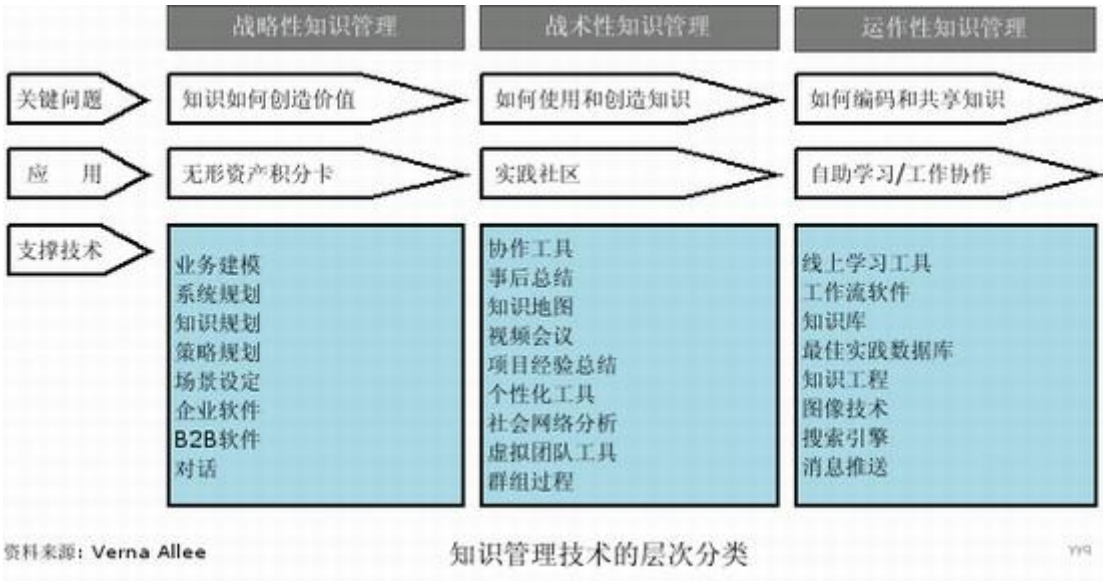 战略性知识管理
战术性知识管理
运作性知识管理
关键问题
知识如何创造价值
如何使用和创造知识
如何编码和共享知识
应 用
无形资产积分卡
实践社区
自助学习/工作协作
支撑技术
业务建模
系统规划
知识规划
策略规划
场景设定
企业软件
B2B软件
对话
协作工具
事后总结
知识地图
视频会议
项目经验总结
个性化工具
社会网络分析
虚拟团队工具
群组过程
线上学习工具
工作流软件
知识库
最佳实践数据库
知识工程
图像技术
搜索引擎
消息推送
资料来源: Verna Allee
知识管理技术的层次分类
yyq